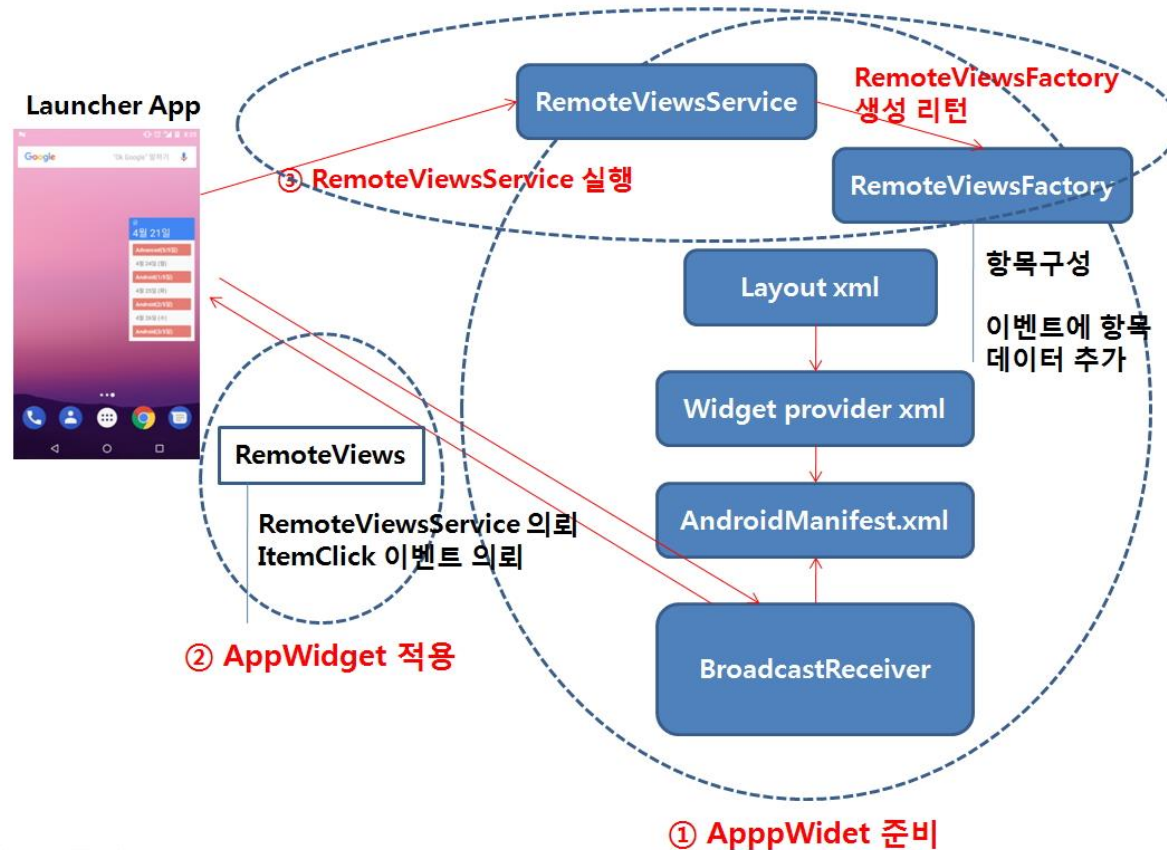 Launcher App
Google
4월 21일
RemoteViewsService
RemoteViewsFactory
생성 리턴
③ RemoteViewsService 실행
RemoteViewsFactory
항목구성
이벤트에 항목
데이터 추가
Layout xml
Widget provider xml
AndroidManifest.xml
BroadcastReceiver
RemoteViews
RemoteViewsService 의뢰
ItemClick 이벤트 의뢰
② AppWidget 적용
① ApppWidet 준비